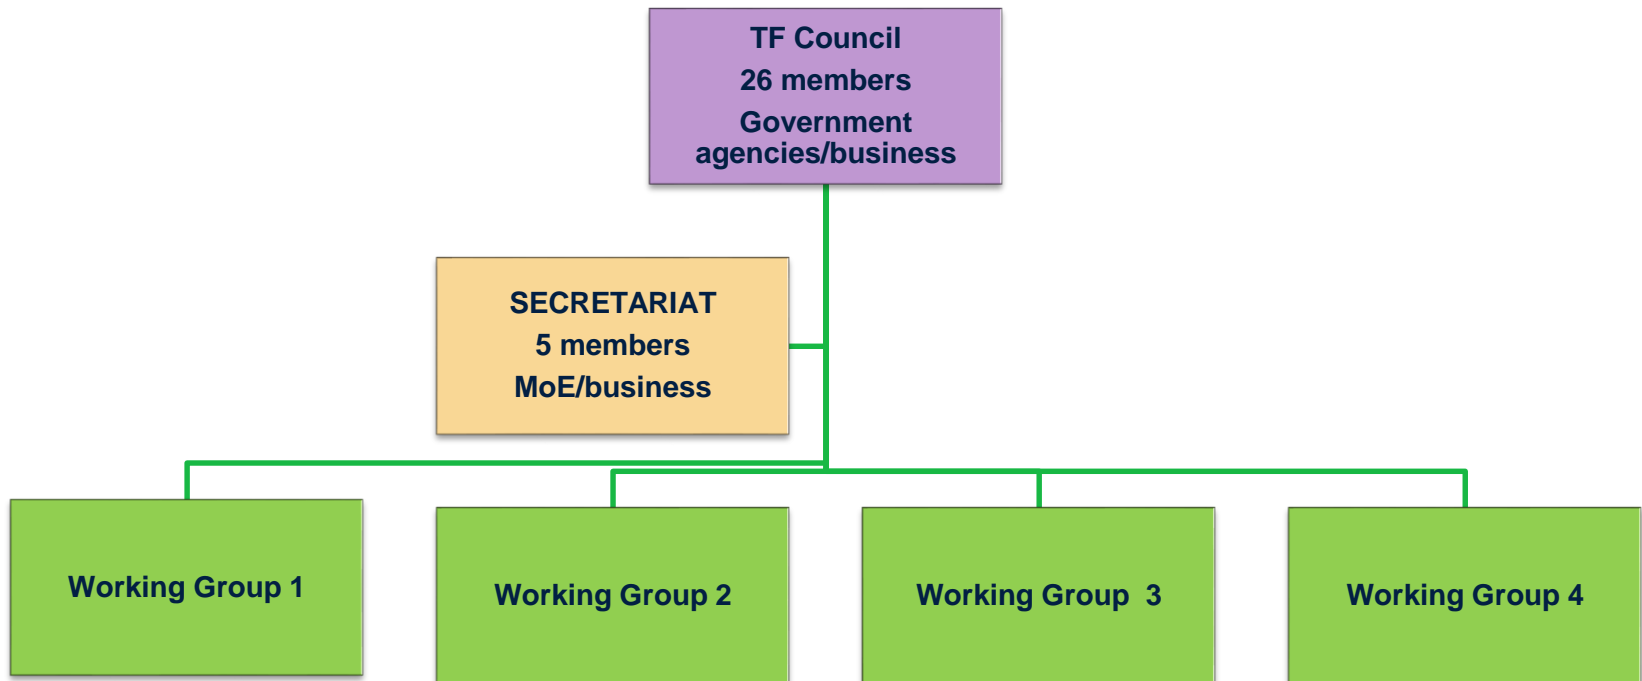 TF Council
26 members
Government
agencies/business
SECRETARIAT
5 members
MoE/business
Working Group 1
Working Group 2
Working Group  3
Working Group 4